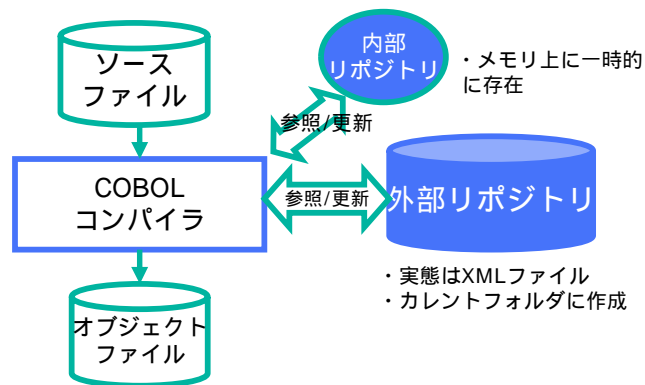 ソース
ファイル
内部
リポジトリ
・メモリ上に一時的
に存在
参照/更新
COBOL
コンパイラ
参照/更新
外部リポジトリ
・実態はXMLファイル
・カレントフォルダに作成
オブジェクト
ファイル